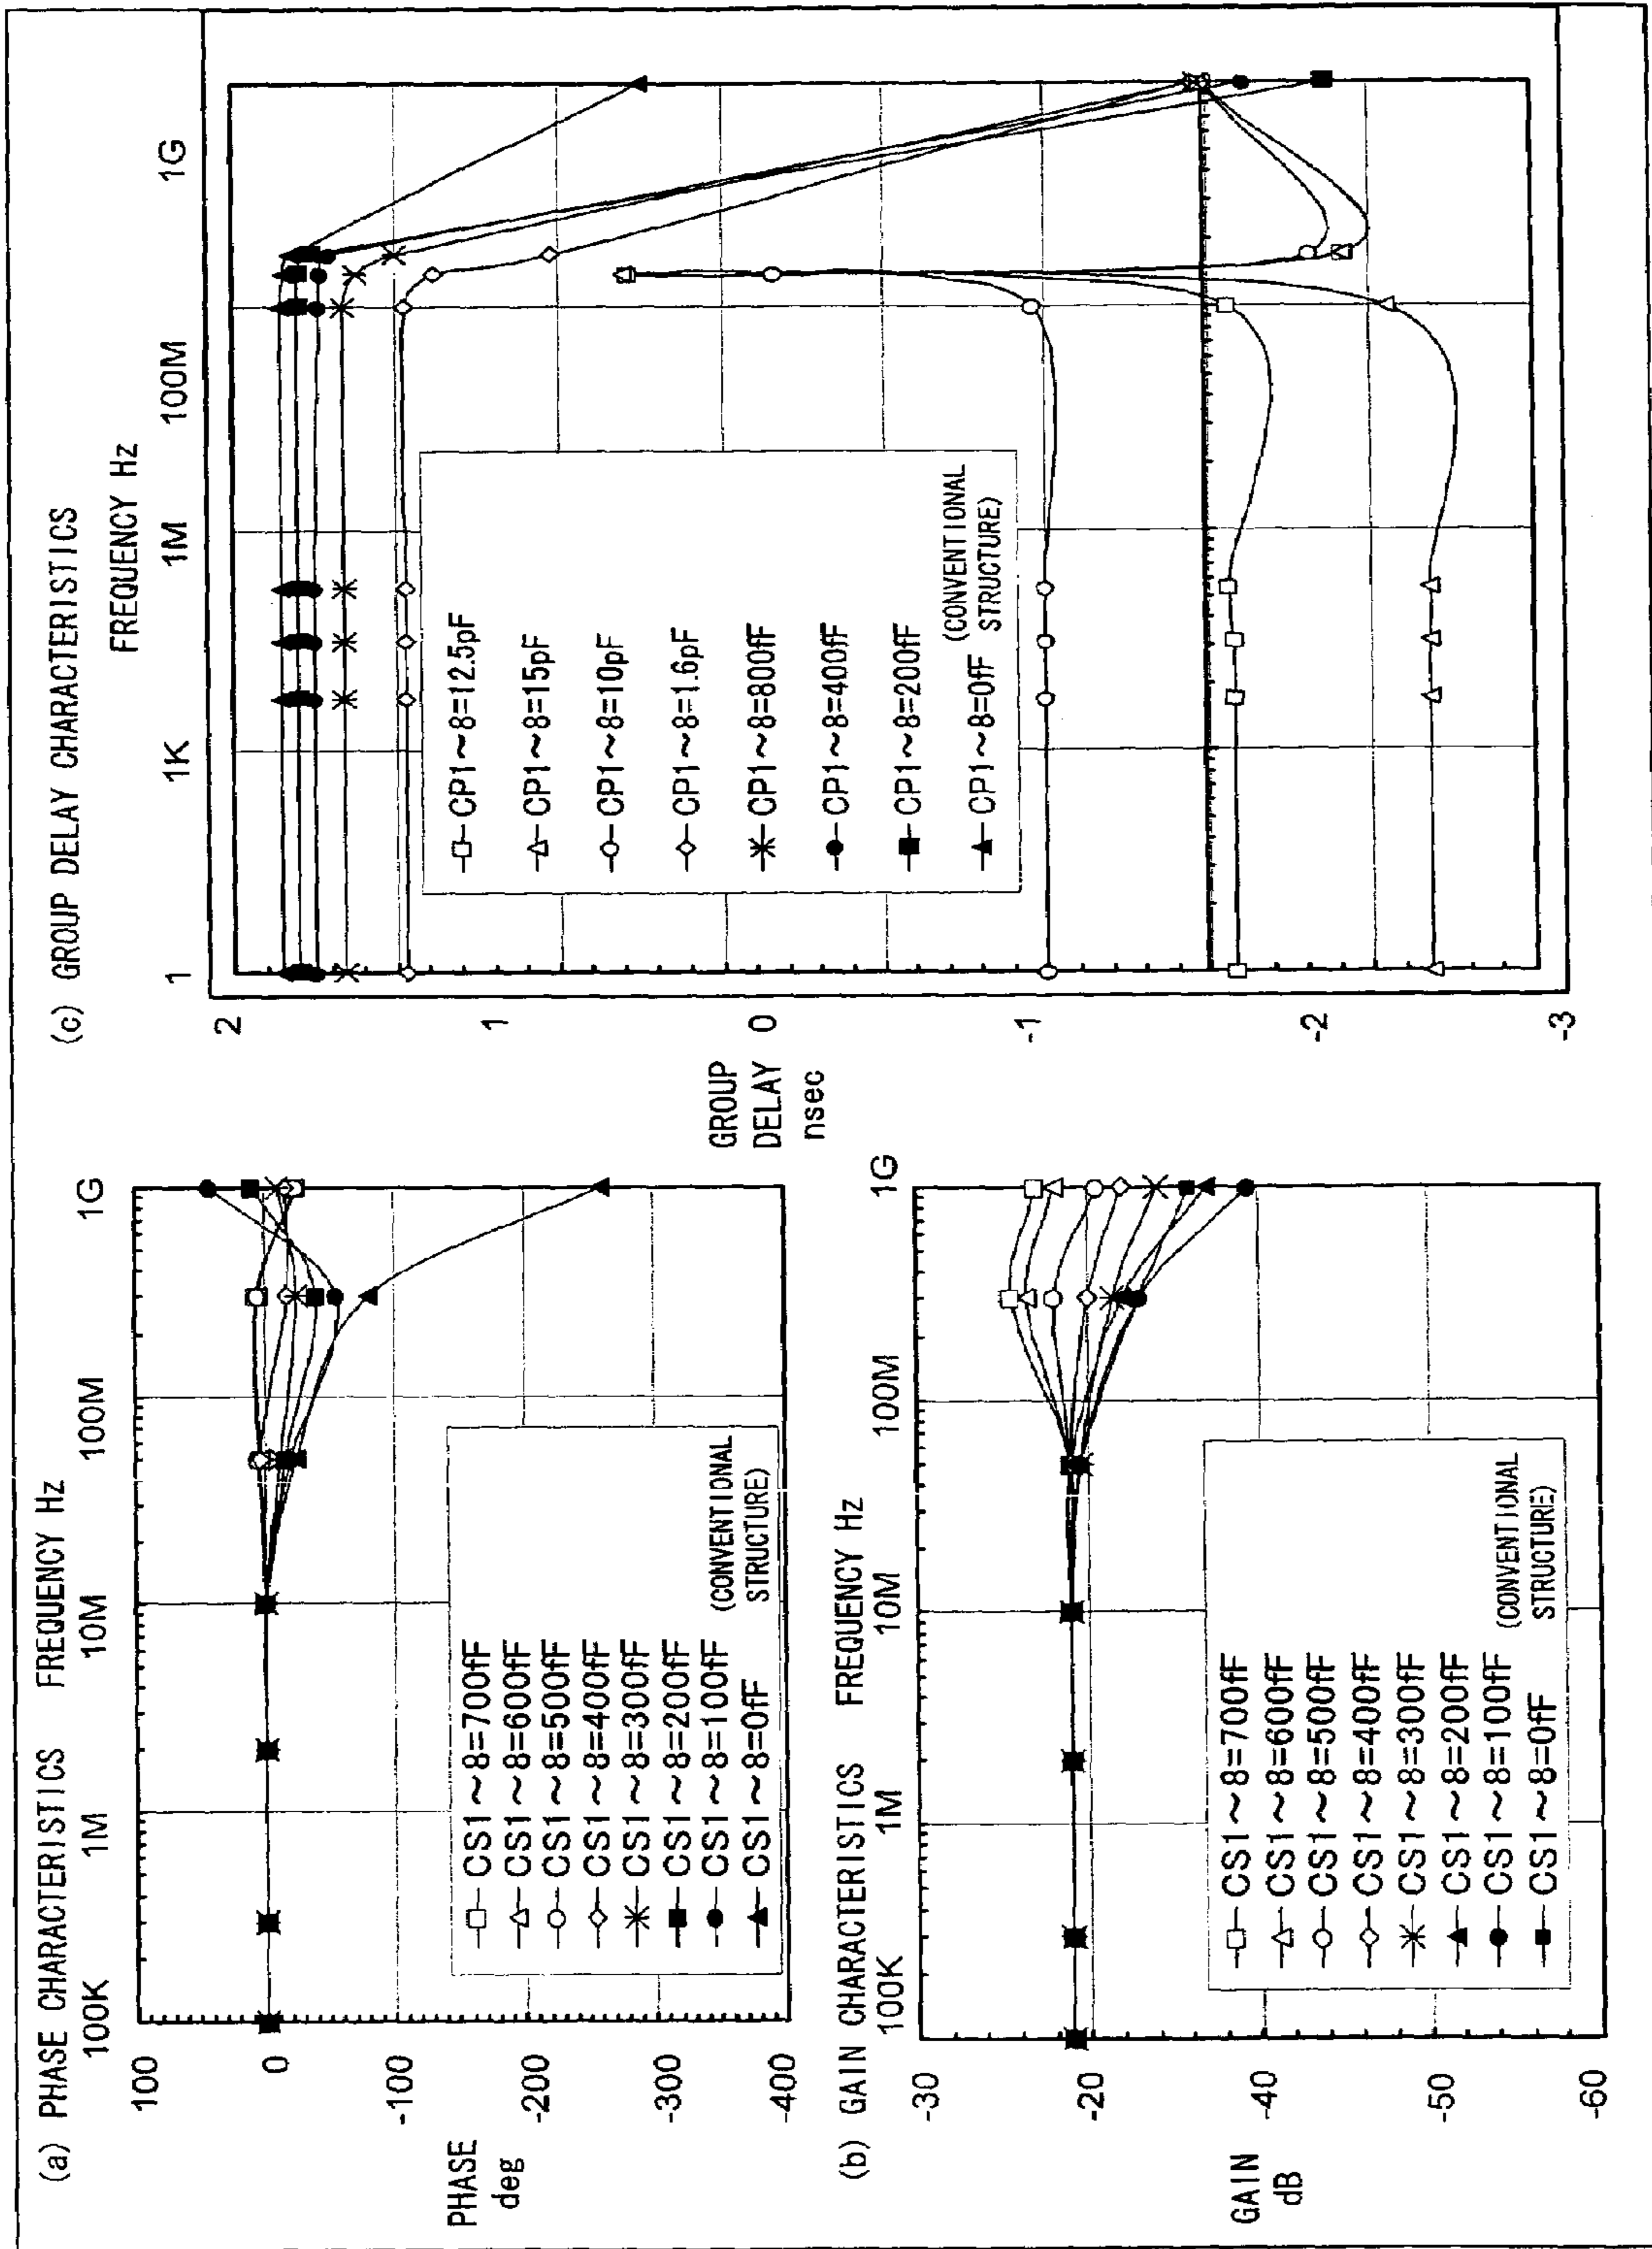 (a) PHASE CHARACTERISTICS FREQUENCY Hz
100K 1M 10M 100M 1G
100
0
-100
-200
-300
-400
PHASE
deg
CS1~8=700fF
CS1~8=600fF
CS1~8=500fF
CS1~8=400fF
CS1~8=300fF
CS1~8=200fF
CS1~8=100fF
CS1~8=0fF
(CONVENTIONAL
STRUCTURE)
(b) GAIN CHARACTERISTICS FREQUENCY Hz
100K 1M 10M 100M 1G
-30
-20
-40
-50
-60
GAIN
dB
CS1~8=700fF
CS1~8=600fF
CS1~8=500fF
CS1~8=400fF
CS1~8=300fF
CS1~8=200fF
CS1~8=100fF
CS1~8=0fF
(CONVENTIONAL
STRUCTURE)
(c) GROUP DELAY CHARACTERISTICS
FREQUENCY Hz
1 1K 1M 100M 1G
2
1
0
-1
-2
-3
GROUP
DELAY
nsec
CP1~8=12.5pF
CP1~8=15pF
CP1~8=10pF
CP1~8=1.6pF
CP1~8=800fF
CP1~8=400fF
CP1~8=200fF
CP1~8=0fF
(CONVENTIONAL
STRUCTURE)